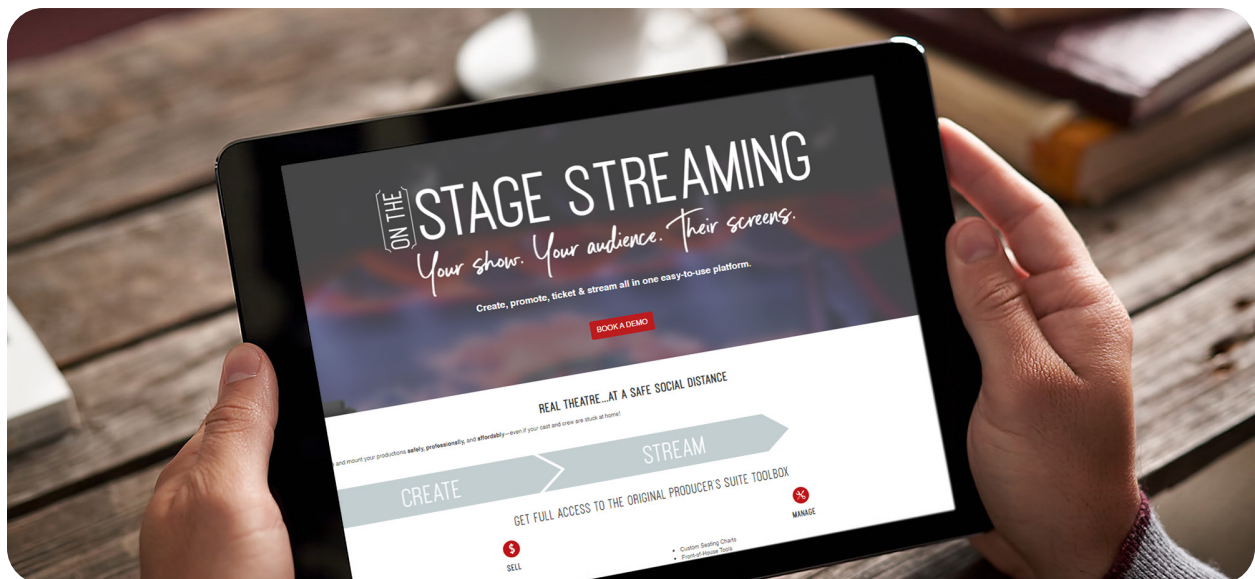 ON THE
STAGE STREAMING
Your show. Your audience. Their screens.
Create, promote, ticket & stream all in one easy-to-use platform.
BOOK A DEMO
REAL THEATRE...AT A SAFE SOCIAL DISTANCE
and mount your productions safely, professionally, and affordably—even if your cast and crew are stuck at home!
CREATE
STREAM
GET FULL ACCESS TO THE ORIGINAL PRODUCER'S SUITE TOOLBOX
$
SELL
MANAGE
• Custom Seating Charts
• Front-of-House Tools